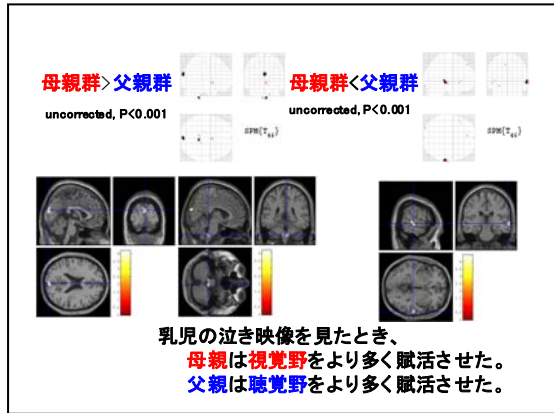 母親群>父親群
uncorrected, P<0.001
母親群<父親群
uncorrected, P<0.001
乳児の泣き映像を見たとき、
母親は視覚野をより多く賦活させた。
父親は聴覚野をより多く賦活させた。